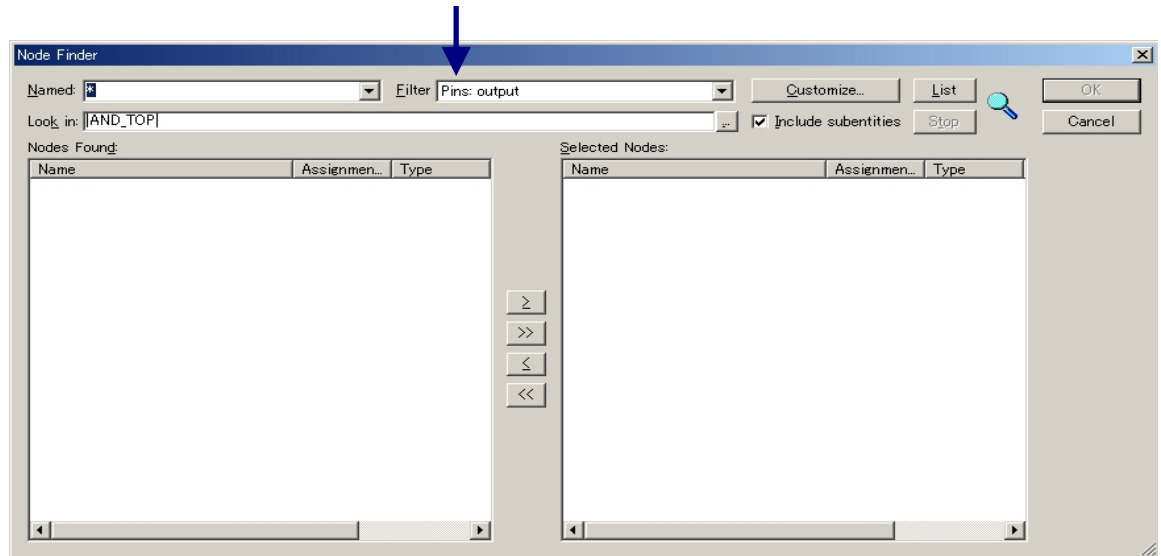 Node Finder
Named: * Filter Pins: output Customize... List OK
Look in: |AND_TOP| ... Include subentities Stop Cancel
Nodes Found: Selected Nodes:
Name Assignmen... Type Name Assignmen... Type
≥
>>
≤
<<